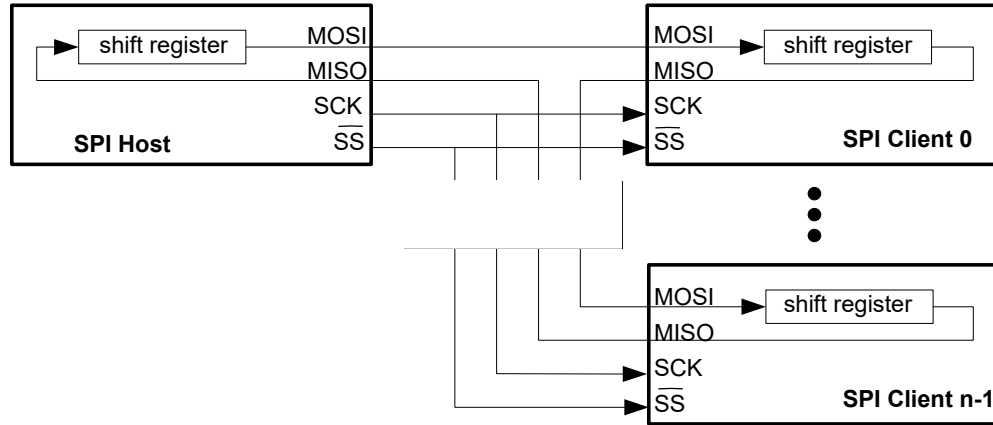 shift register
MOSI
MISO
SCK
SS
SPI Host
MOSI
shift register
MISO
SCK
SS
SPI Client 0
MOSI
shift register
MISO
SCK
SS
SPI Client n-1